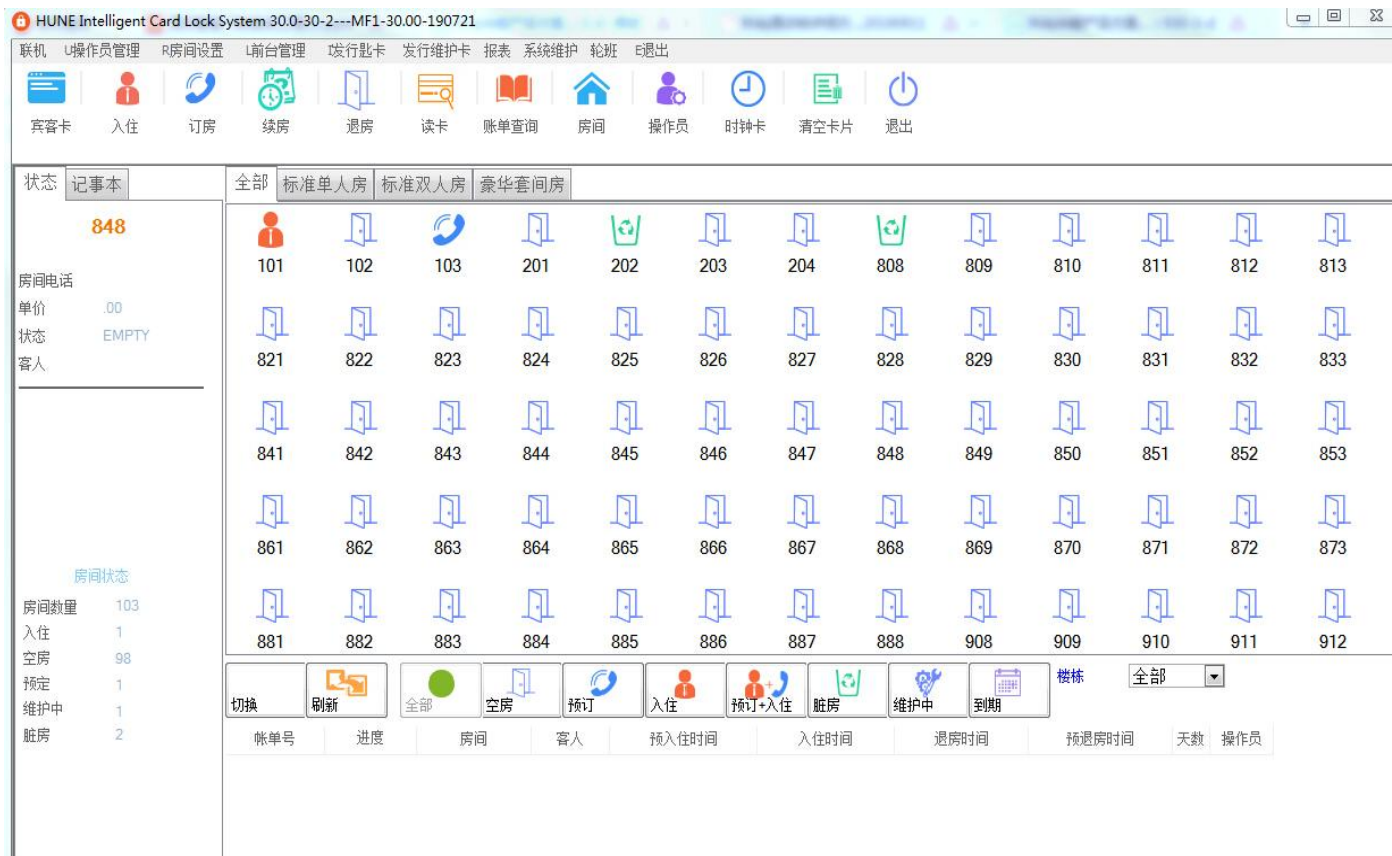 HUNE Intelligent Card Lock System 30.0-30-2---MF1-30.00-190721
联机 U操作员管理 R房间设置 L前台管理 I发行匙卡 发行维护卡 报表 系统维护 轮班 E退出
宾客卡 入住 订房 续房 退房 读卡 账单查询 房间 操作员 时钟卡 清空卡片 退出
状态 记事本 全部 标准单人房 标准双人房 豪华套间房
848
房间电话
单价 .00
状态 EMPTY
客人
101 102 103 201 202 203 204 808 809 810 811 812 813
821 822 823 824 825 826 827 828 829 830 831 832 833
841 842 843 844 845 846 847 848 849 850 851 852 853
861 862 863 864 865 866 867 868 869 870 871 872 873
881 882 883 884 885 886 887 888 908 909 910 911 912
房间状态
房间数量 103
入住 1
空房 98
预定 1
维护中 1
脏房 2
切换 刷新 全部 空房 预订 入住 预订+入住 脏房 维护中 到期 楼栋 全部
帐单号 进度 房间 客人 预入住时间 入住时间 退房时间 预退房时间 天数 操作员